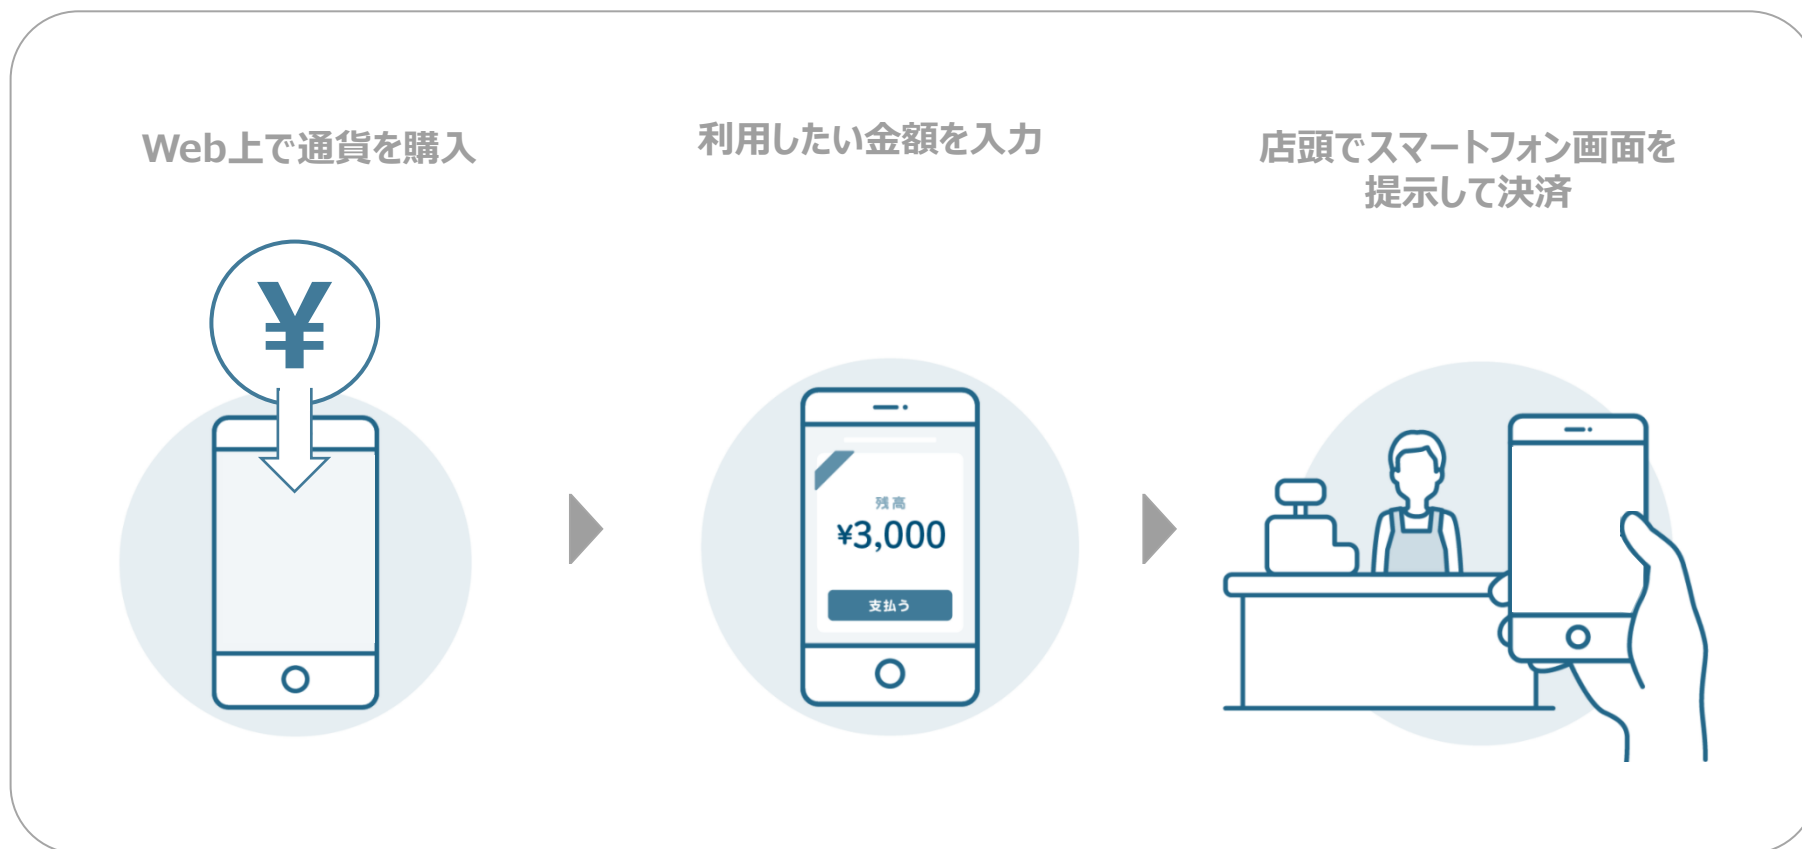 Web上で通貨を購入
¥
利用したい金額を入力
残高
¥3,000
支払う
店頭でスマートフォン画面を
提示して決済